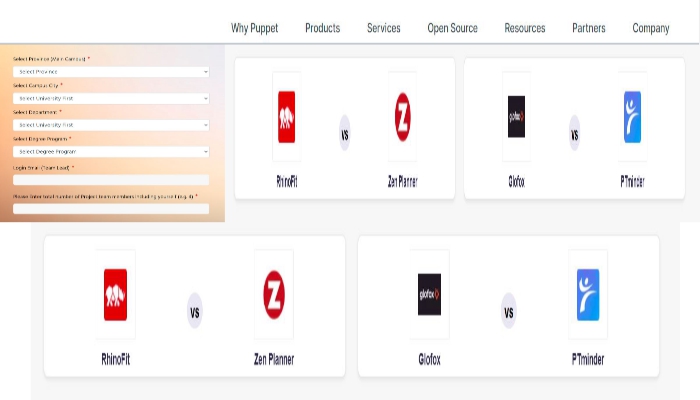 Why Puppet Products Services Open Source Resources Partners Company
Select Province (Main Campus) *
Select Province
Select Campus City *
Select University First
Select Department *
Select University First
Select Degree Program *
Select Degree Program
Login Email (Team Lead) *
Please Enter total number of Project team members including yourself (e.g. 4) *
glofox
VS VS
RhinoFit Zen Planner Glofox PTminder
glofox
VS VS
RhinoFit Zen Planner Glofox PTminder